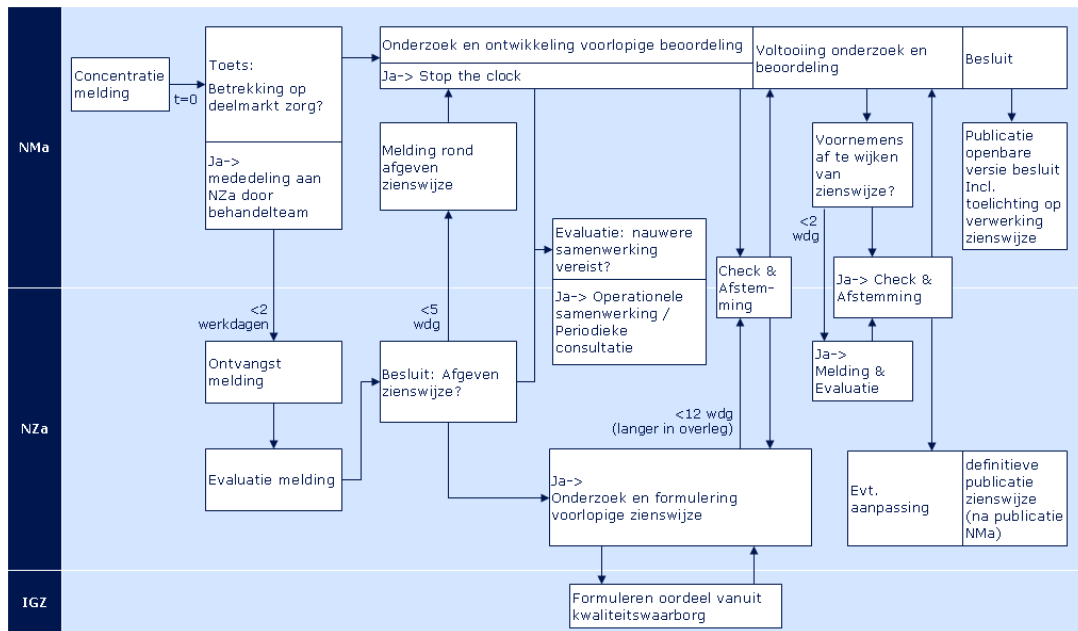 NMa
Concentratie
melding
t=0
Toets:
Betrekking op
deelmarkt zorg?
Ja->
mededeling aan
NZa door
behandelteam
Onderzoek en ontwikkeling voorlopige beoordeling
Ja-> Stop the clock
Voltooiing onderzoek en
beoordeling
Besluit
Melding rond
afgeven
zienswijze
Voornemens
af te wijken
van
zienswijze?
Publicatie
openbare
versie besluit
Incl.
toelichting op
verwerking
zienswijze
<2
wdg
Evaluatie: nauwere
samenwerking
vereist?
Ja-> Operationele
samenwerking /
Periodieke
consultatie
Check &
Afstem-
ming
Ja-> Check &
Afstemming
NZa
<2
werkdagen
<5
wdg
Ontvangst
melding
Besluit: Afgeven
zienswijze?
Ja->
Melding &
Evaluatie
<12 wdg
(langer in overleg)
Evaluatie melding
Ja->
Onderzoek en formulering
voorlopige zienswijze
Evt.
aanpassing
definitieve
publicatie
zienswijze
(na publicatie
NMa)
IGZ
Formuleren oordeel vanuit
kwaliteitswaarborg